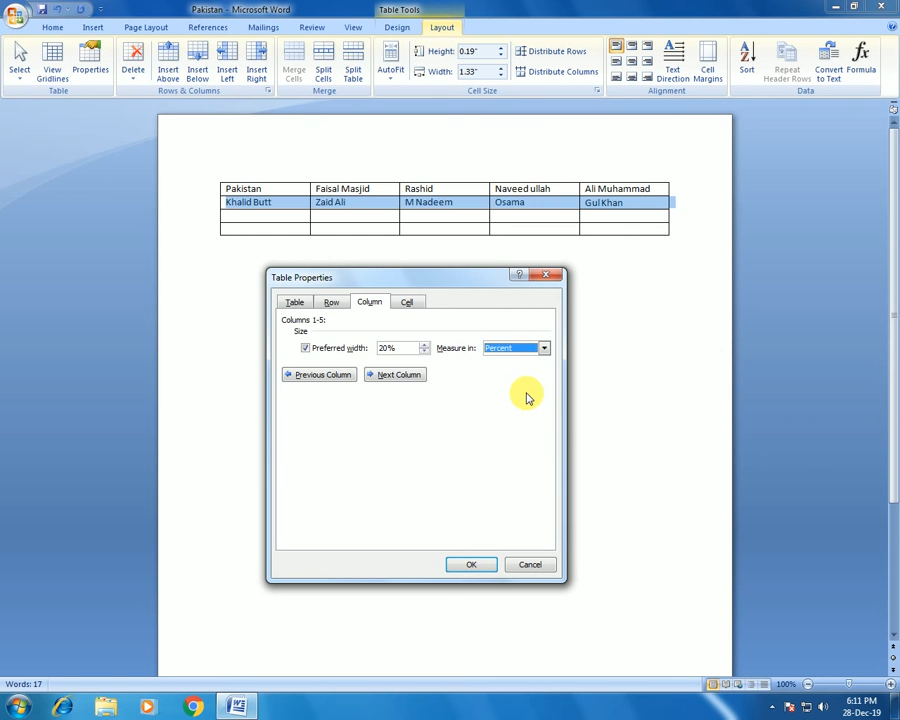 Pakistan - Microsoft Word
Table Tools
Home Insert Page Layout References Mailings Review View Design Layout
Select
View Gridlines
Properties
Table
Delete
Insert Above
Insert Below
Insert Left
Insert Right
Rows & Columns
Merge Cells
Split Cells
Split Table
Merge
AutoFit
Height: 0.19"
Width: 1.33"
Distribute Rows
Distribute Columns
Cell Size
Text Direction
Cell Margins
Alignment
Sort
Repeat Header Rows
Convert to Text
Formula
Data
Pakistan Faisal Masjid Rashid Naveed ullah Ali Muhammad
Khalid Butt Zaid Ali M Nadeem Osama Gul Khan
Table Properties
Table Row Column Cell
Columns 1-5:
Size
Preferred width: 20% Measure in: Percent
Previous Column Next Column
OK Cancel
Words: 17
100%
6:11 PM
28-Dec-19